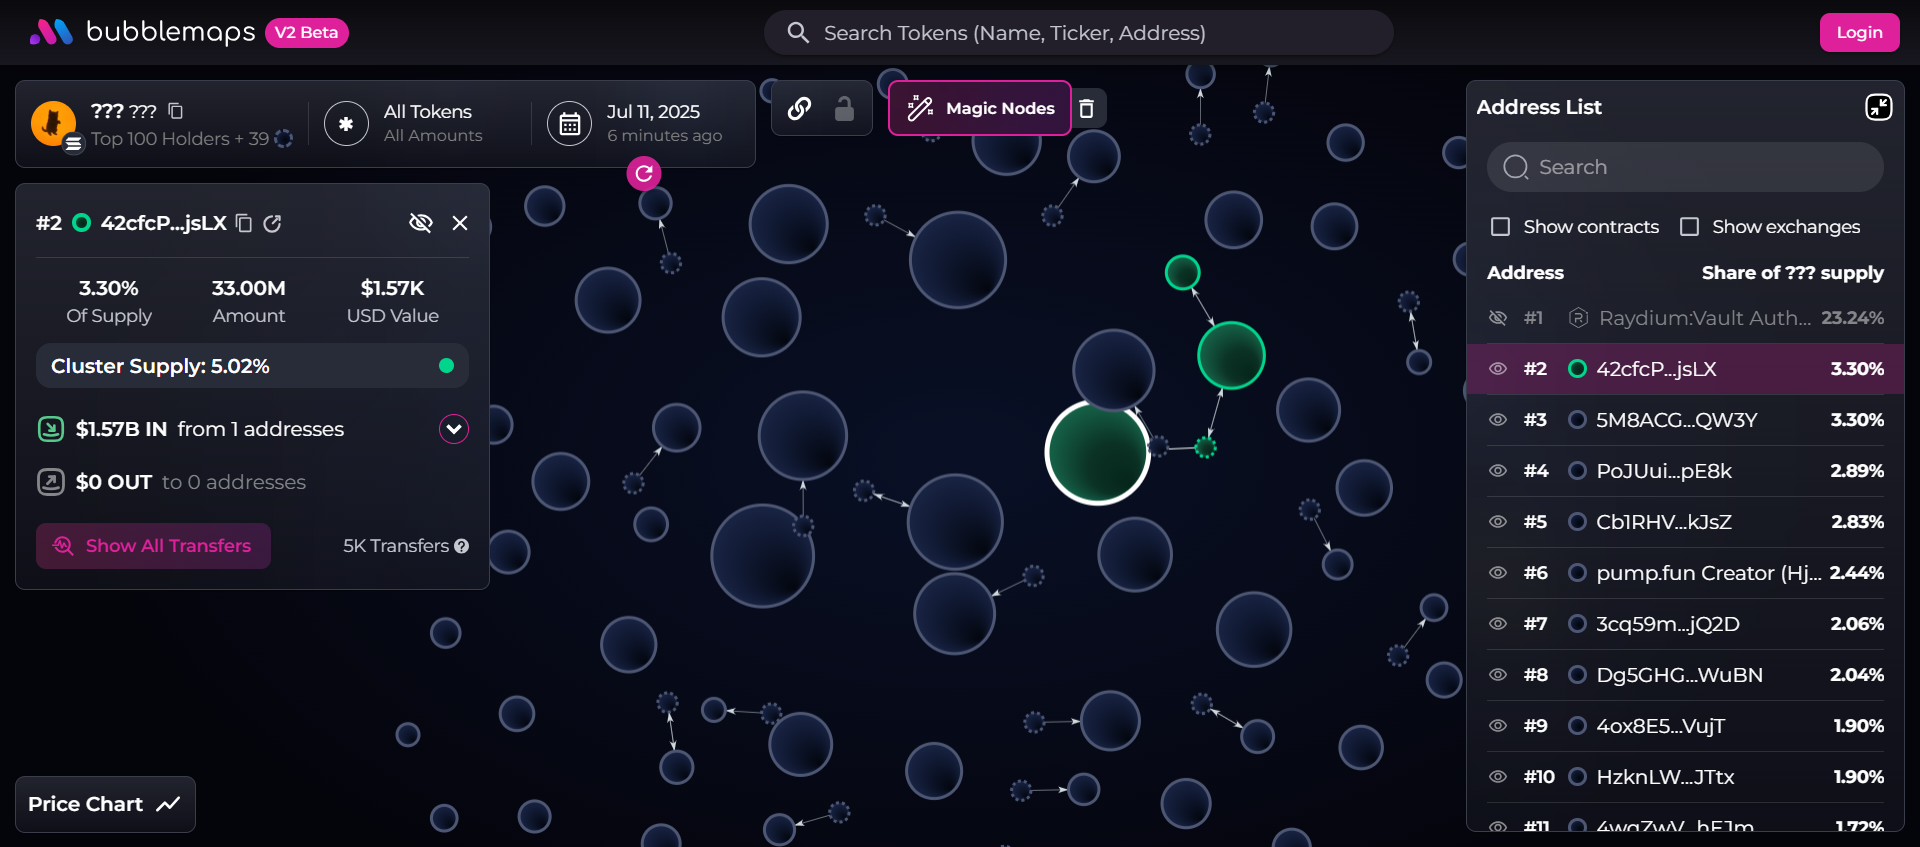 bubblemaps V2 Beta
Search Tokens (Name, Ticker, Address)
Login
??? ???
Top 100 Holders + 39
All Tokens
All Amounts
Jul 11, 2025
6 minutes ago
Magic Nodes
#2 42cfcP...jsLX
3.30% 33.00M $1.57K
Of Supply Amount USD Value
Cluster Supply: 5.02%
$1.57B IN from 1 addresses
$0 OUT to 0 addresses
Show All Transfers 5K Transfers ?
Price Chart
Address List
Search
Show contracts Show exchanges
Address Share of ??? supply
#1 Raydium:Vault Auth... 23.24%
#2 42cfcP...jsLX 3.30%
#3 5M8ACG...QW3Y 3.30%
#4 PoJUui...pE8k 2.89%
#5 Cb1RHV...kJsZ 2.83%
#6 pump.fun Creator (Hj... 2.44%
#7 3cq59m...jQ2D 2.06%
#8 Dg5GHG...WuBN 2.04%
#9 4ox8E5...VujT 1.90%
#10 HzknLW...JTtx 1.90%
#11 1.72%